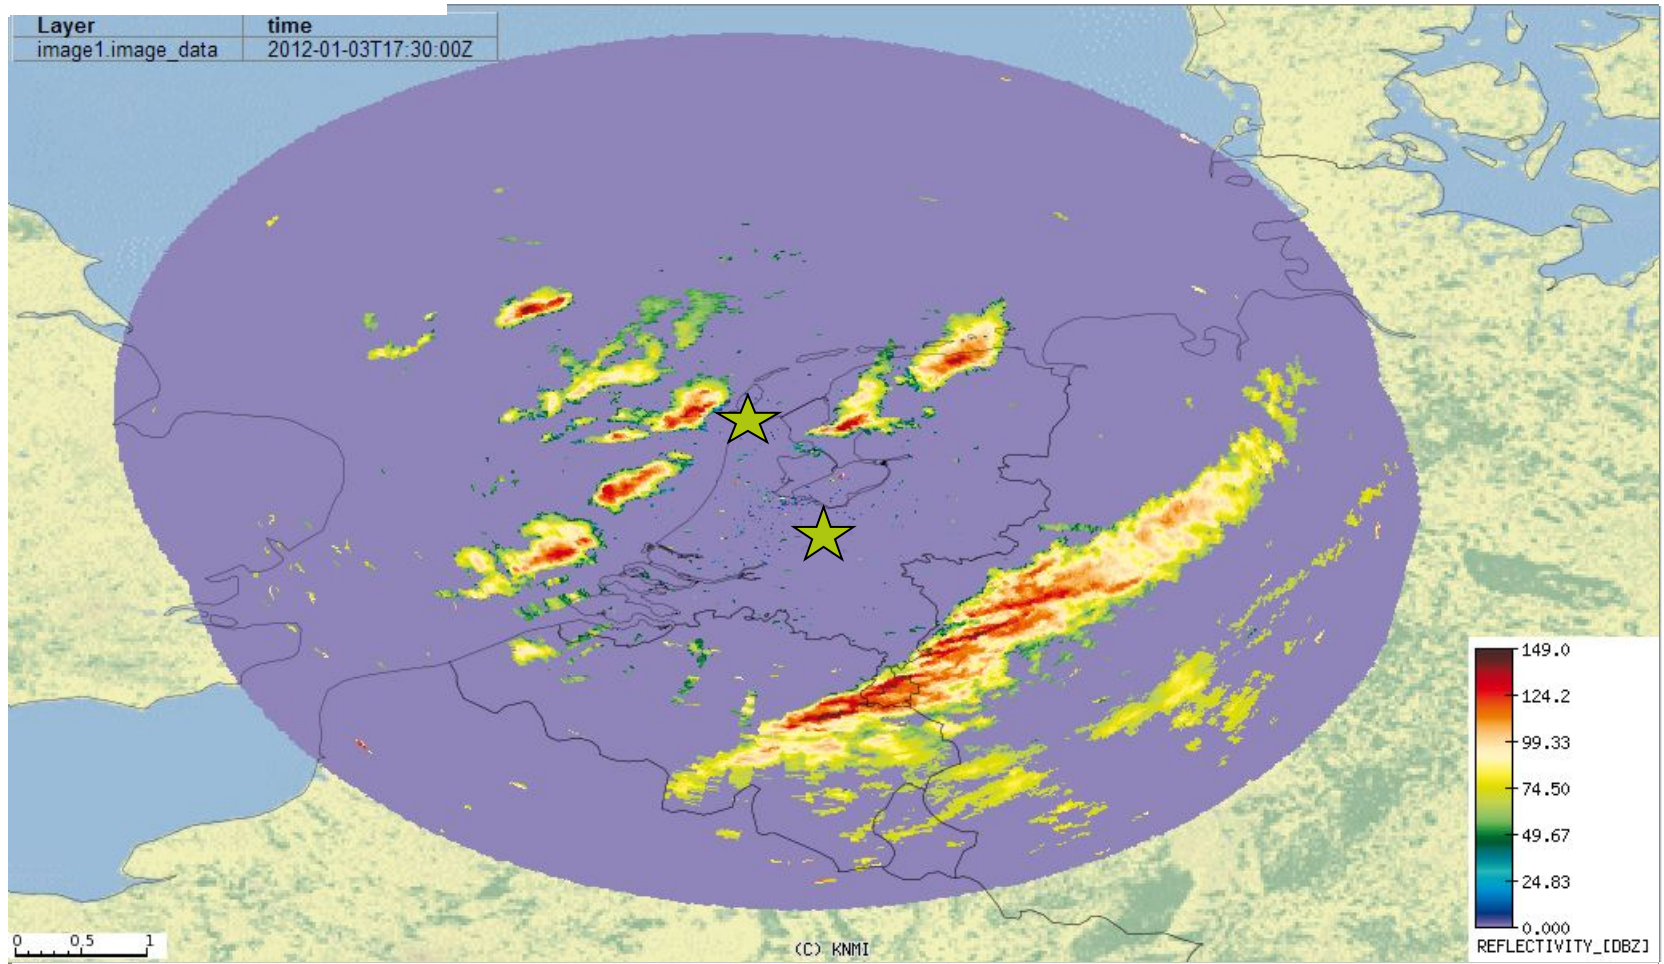 Layer time
image1.image_data 2012-01-03T17:30:00Z
149.0
124.2
99.33
74.50
49.67
24.83
0.000
REFLECTIVITY_[DBZ]
0 0.5 1
(C) KNMI